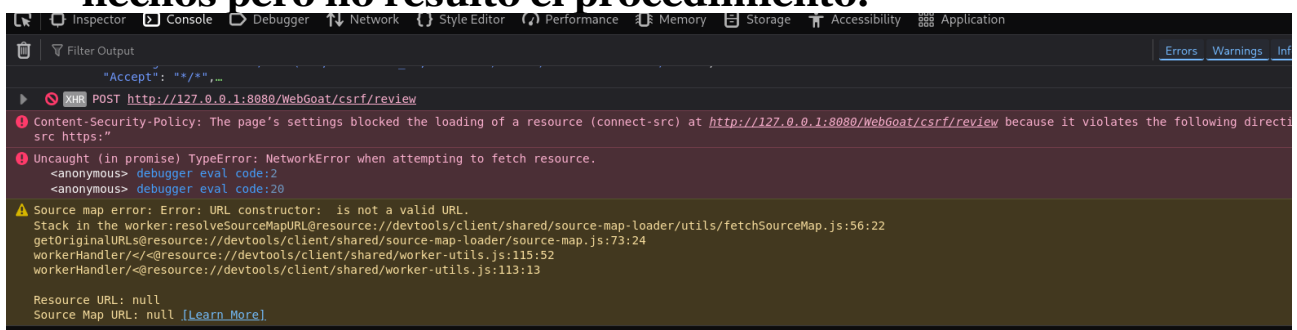 hechos pero no resulto el procedimiento.
Inspector Console Debugger Network {} Style Editor Performance Memory Storage Accessibility Application
Filter Output Errors Warnings Inf
"Accept": "*/*",…
XHR POST http://127.0.0.1:8080/WebGoat/csrf/review
Content-Security-Policy: The page's settings blocked the loading of a resource (connect-src) at http://127.0.0.1:8080/WebGoat/csrf/review because it violates the following directi
src https:”
Uncaught (in promise) TypeError: NetworkError when attempting to fetch resource.
<anonymous> debugger eval code:2
<anonymous> debugger eval code:20
Source map error: Error: URL constructor:  is not a valid URL.
Stack in the worker:resolveSourceMapURL@resource://devtools/client/shared/source-map-loader/utils/fetchSourceMap.js:56:22
getOriginalURLs@resource://devtools/client/shared/source-map-loader/source-map.js:73:24
workerHandler/</<@resource://devtools/client/shared/worker-utils.js:115:52
workerHandler/<@resource://devtools/client/shared/worker-utils.js:113:13
Resource URL: null
Source Map URL: null [Learn More]